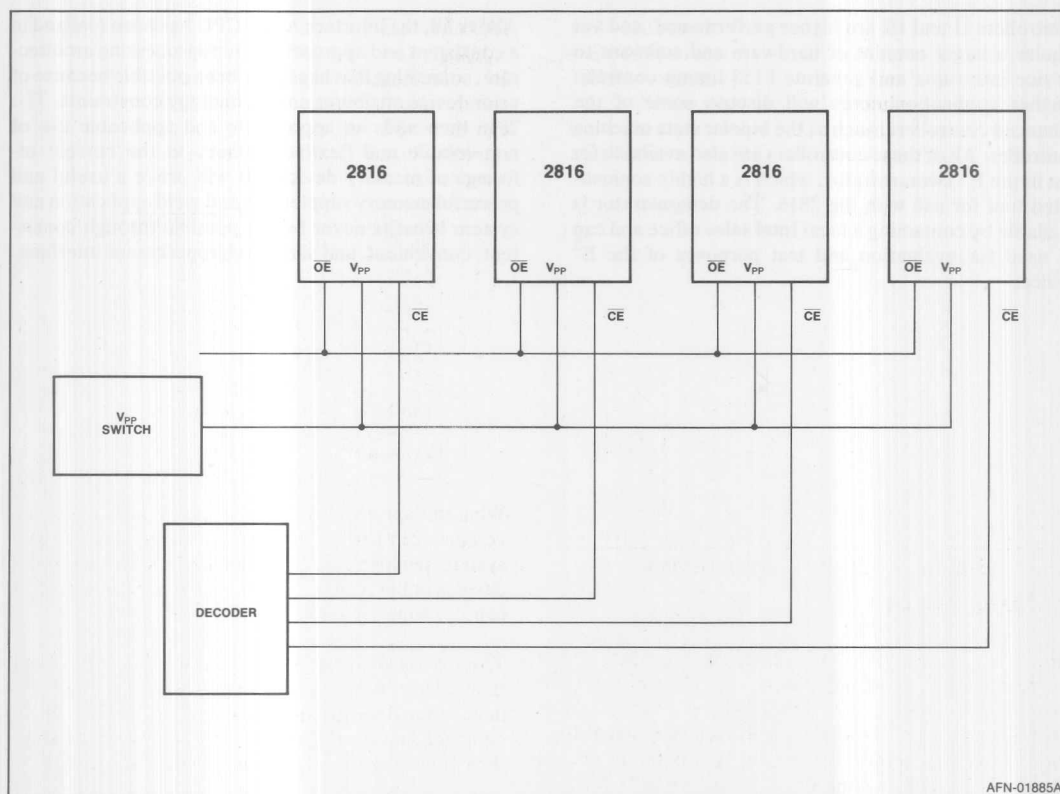 2816 2816 2816 2816
OE VPP OE VPP OE VPP OE VPP
CE CE CE CE
VPP
SWITCH
DECODER
AFN-01885A